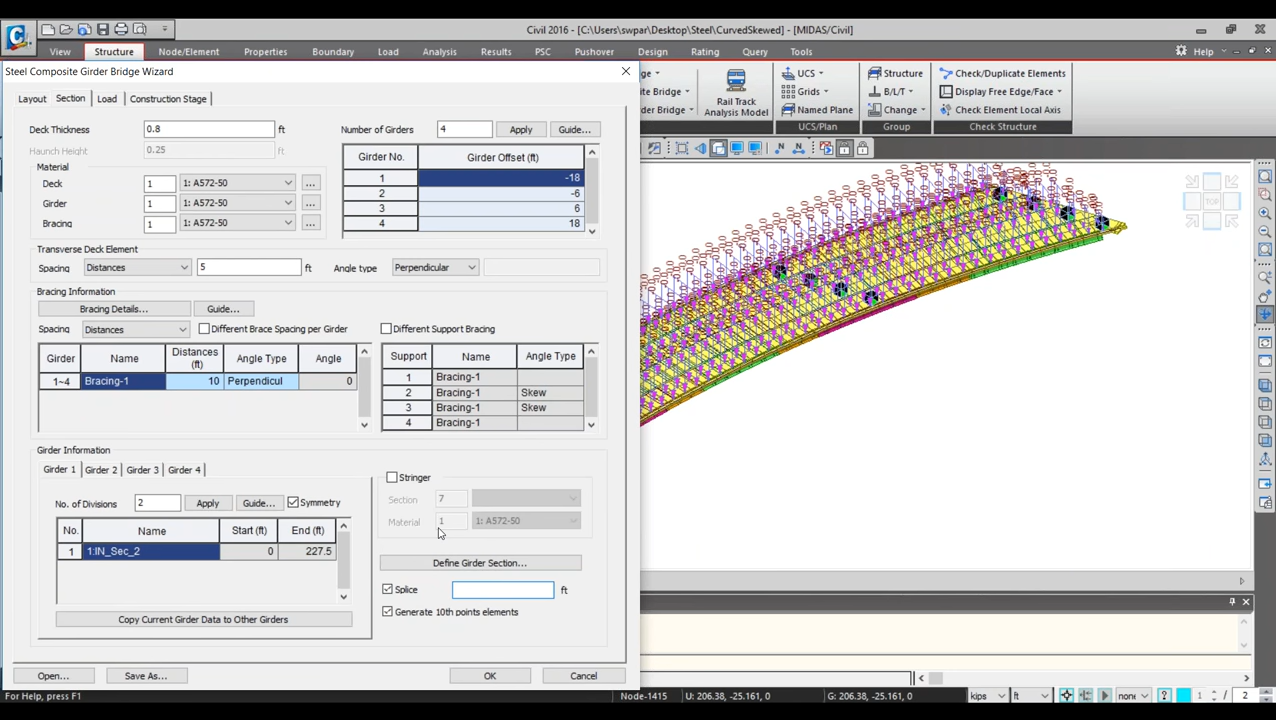 Civil 2016 - [C:\Users\swpar\Desktop\Steel\CurvedSkewed] - [MIDAS/Civil]
View Structure Node/Element Properties Boundary Load Analysis Results PSC Pushover Design Rating Query Tools Help
Steel Composite Girder Bridge Wizard
Layout Section Load Construction Stage
Deck Thickness 0.8 ft
Haunch Height 0.25 ft
Material
Deck 1 1: A572-50 ...
Girder 1 1: A572-50 ...
Bracing 1 1: A572-50 ...
Number of Girders 4 Apply Guide...
Girder No. Girder Offset (ft)
1 -18
2 -6
3 6
4 18
Transverse Deck Element
Spacing Distances 5 ft Angle type Perpendicular
Bracing Information
Bracing Details... Guide...
Spacing Distances Different Brace Spacing per Girder
Girder Name Distances (ft) Angle Type Angle
1~4 Bracing-1 10 Perpendicul 0
Different Support Bracing
Support Name Angle Type
1 Bracing-1
2 Bracing-1 Skew
3 Bracing-1 Skew
4 Bracing-1
Girder Information
Girder 1 Girder 2 Girder 3 Girder 4
No. of Divisions 2 Apply Guide... Symmetry
No. Name Start (ft) End (ft)
1 1:IN_Sec_2 0 227.5
Copy Current Girder Data to Other Girders
Stringer
Section 7
Material 1 1: A572-50
Define Girder Section...
Splice ft
Generate 10th points elements
Open... Save As... OK Cancel
Rail Track
Analysis Model
UCS Grids Named Plane
UCS/Plan
Structure B/L/T Change
Group
Check/Duplicate Elements
Display Free Edge/Face
Check Element Local Axis
Check Structure
TOP
For Help, press F1 Node-1415 U: 206.38, -25.161, 0 G: 206.38, -25.161, 0 kips ft none ? 1 / 2